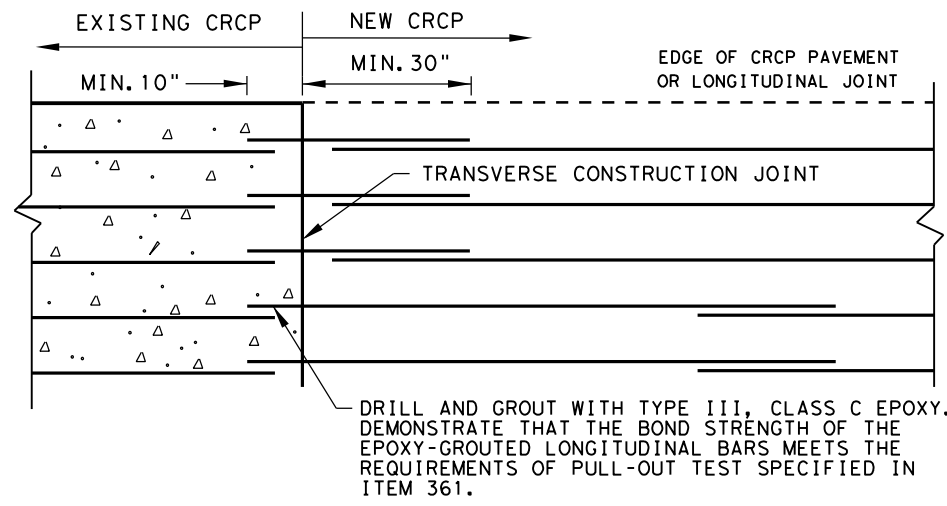 EXISTING CRCP
NEW CRCP
MIN. 10"
MIN. 30"
EDGE OF CRCP PAVEMENT
OR LONGITUDINAL JOINT
TRANSVERSE CONSTRUCTION JOINT
DRILL AND GROUT WITH TYPE III, CLASS C EPOXY.
DEMONSTRATE THAT THE BOND STRENGTH OF THE
EPOXY-GROUTED LONGITUDINAL BARS MEETS THE
REQUIREMENTS OF PULL-OUT TEST SPECIFIED IN
ITEM 361.